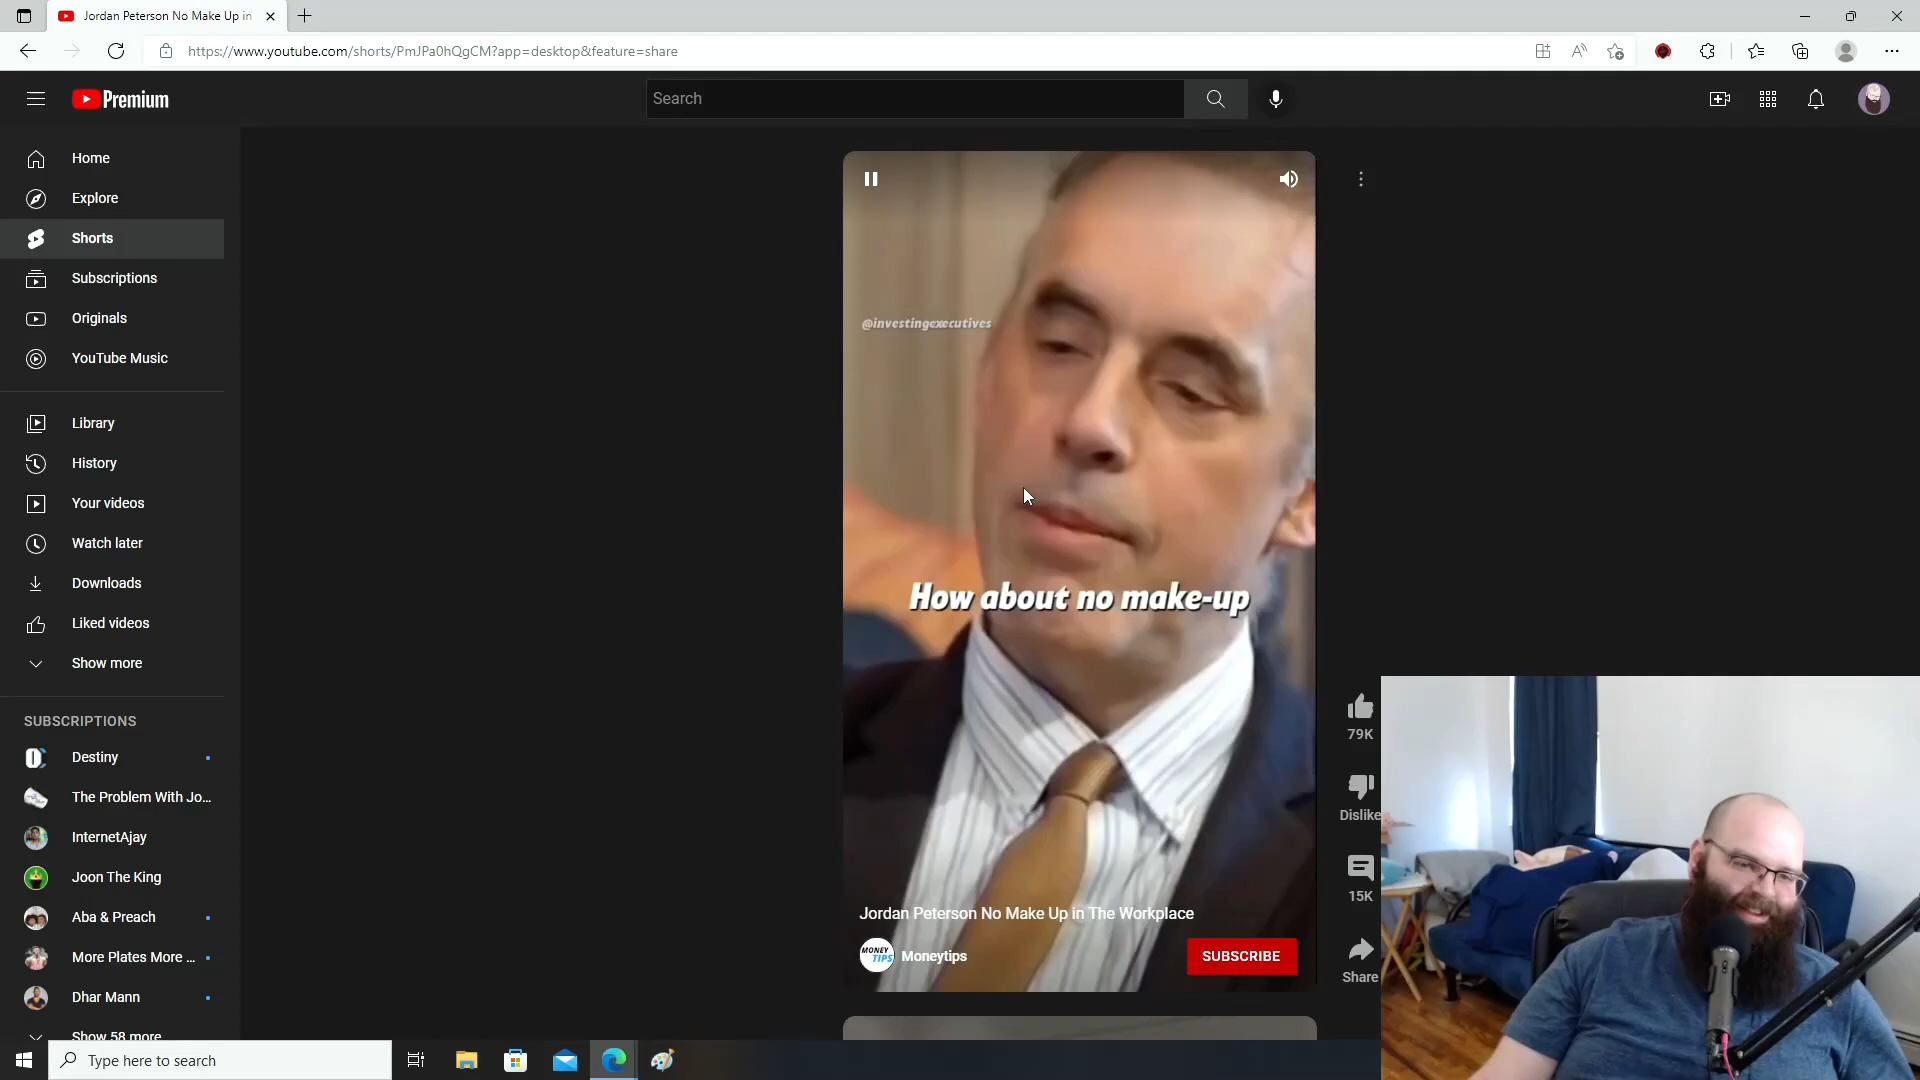 Jordan Peterson No Make Up in
https://www.youtube.com/shorts/PmJPa0hQgCM?app=desktop&feature=share
Premium
Search
Home
Explore
Shorts
Subscriptions
Originals
YouTube Music
Library
History
Your videos
Watch later
Downloads
Liked videos
Show more
SUBSCRIPTIONS
Destiny
The Problem With Jo...
InternetAjay
Joon The King
Aba & Preach
More Plates More ...
Dhar Mann
Show 58 more
@investingexecutives
How about no make-up
Jordan Peterson No Make Up in The Workplace
MONEY
TIPS
Moneytips
SUBSCRIBE
79K
Dislike
15K
Share
Type here to search